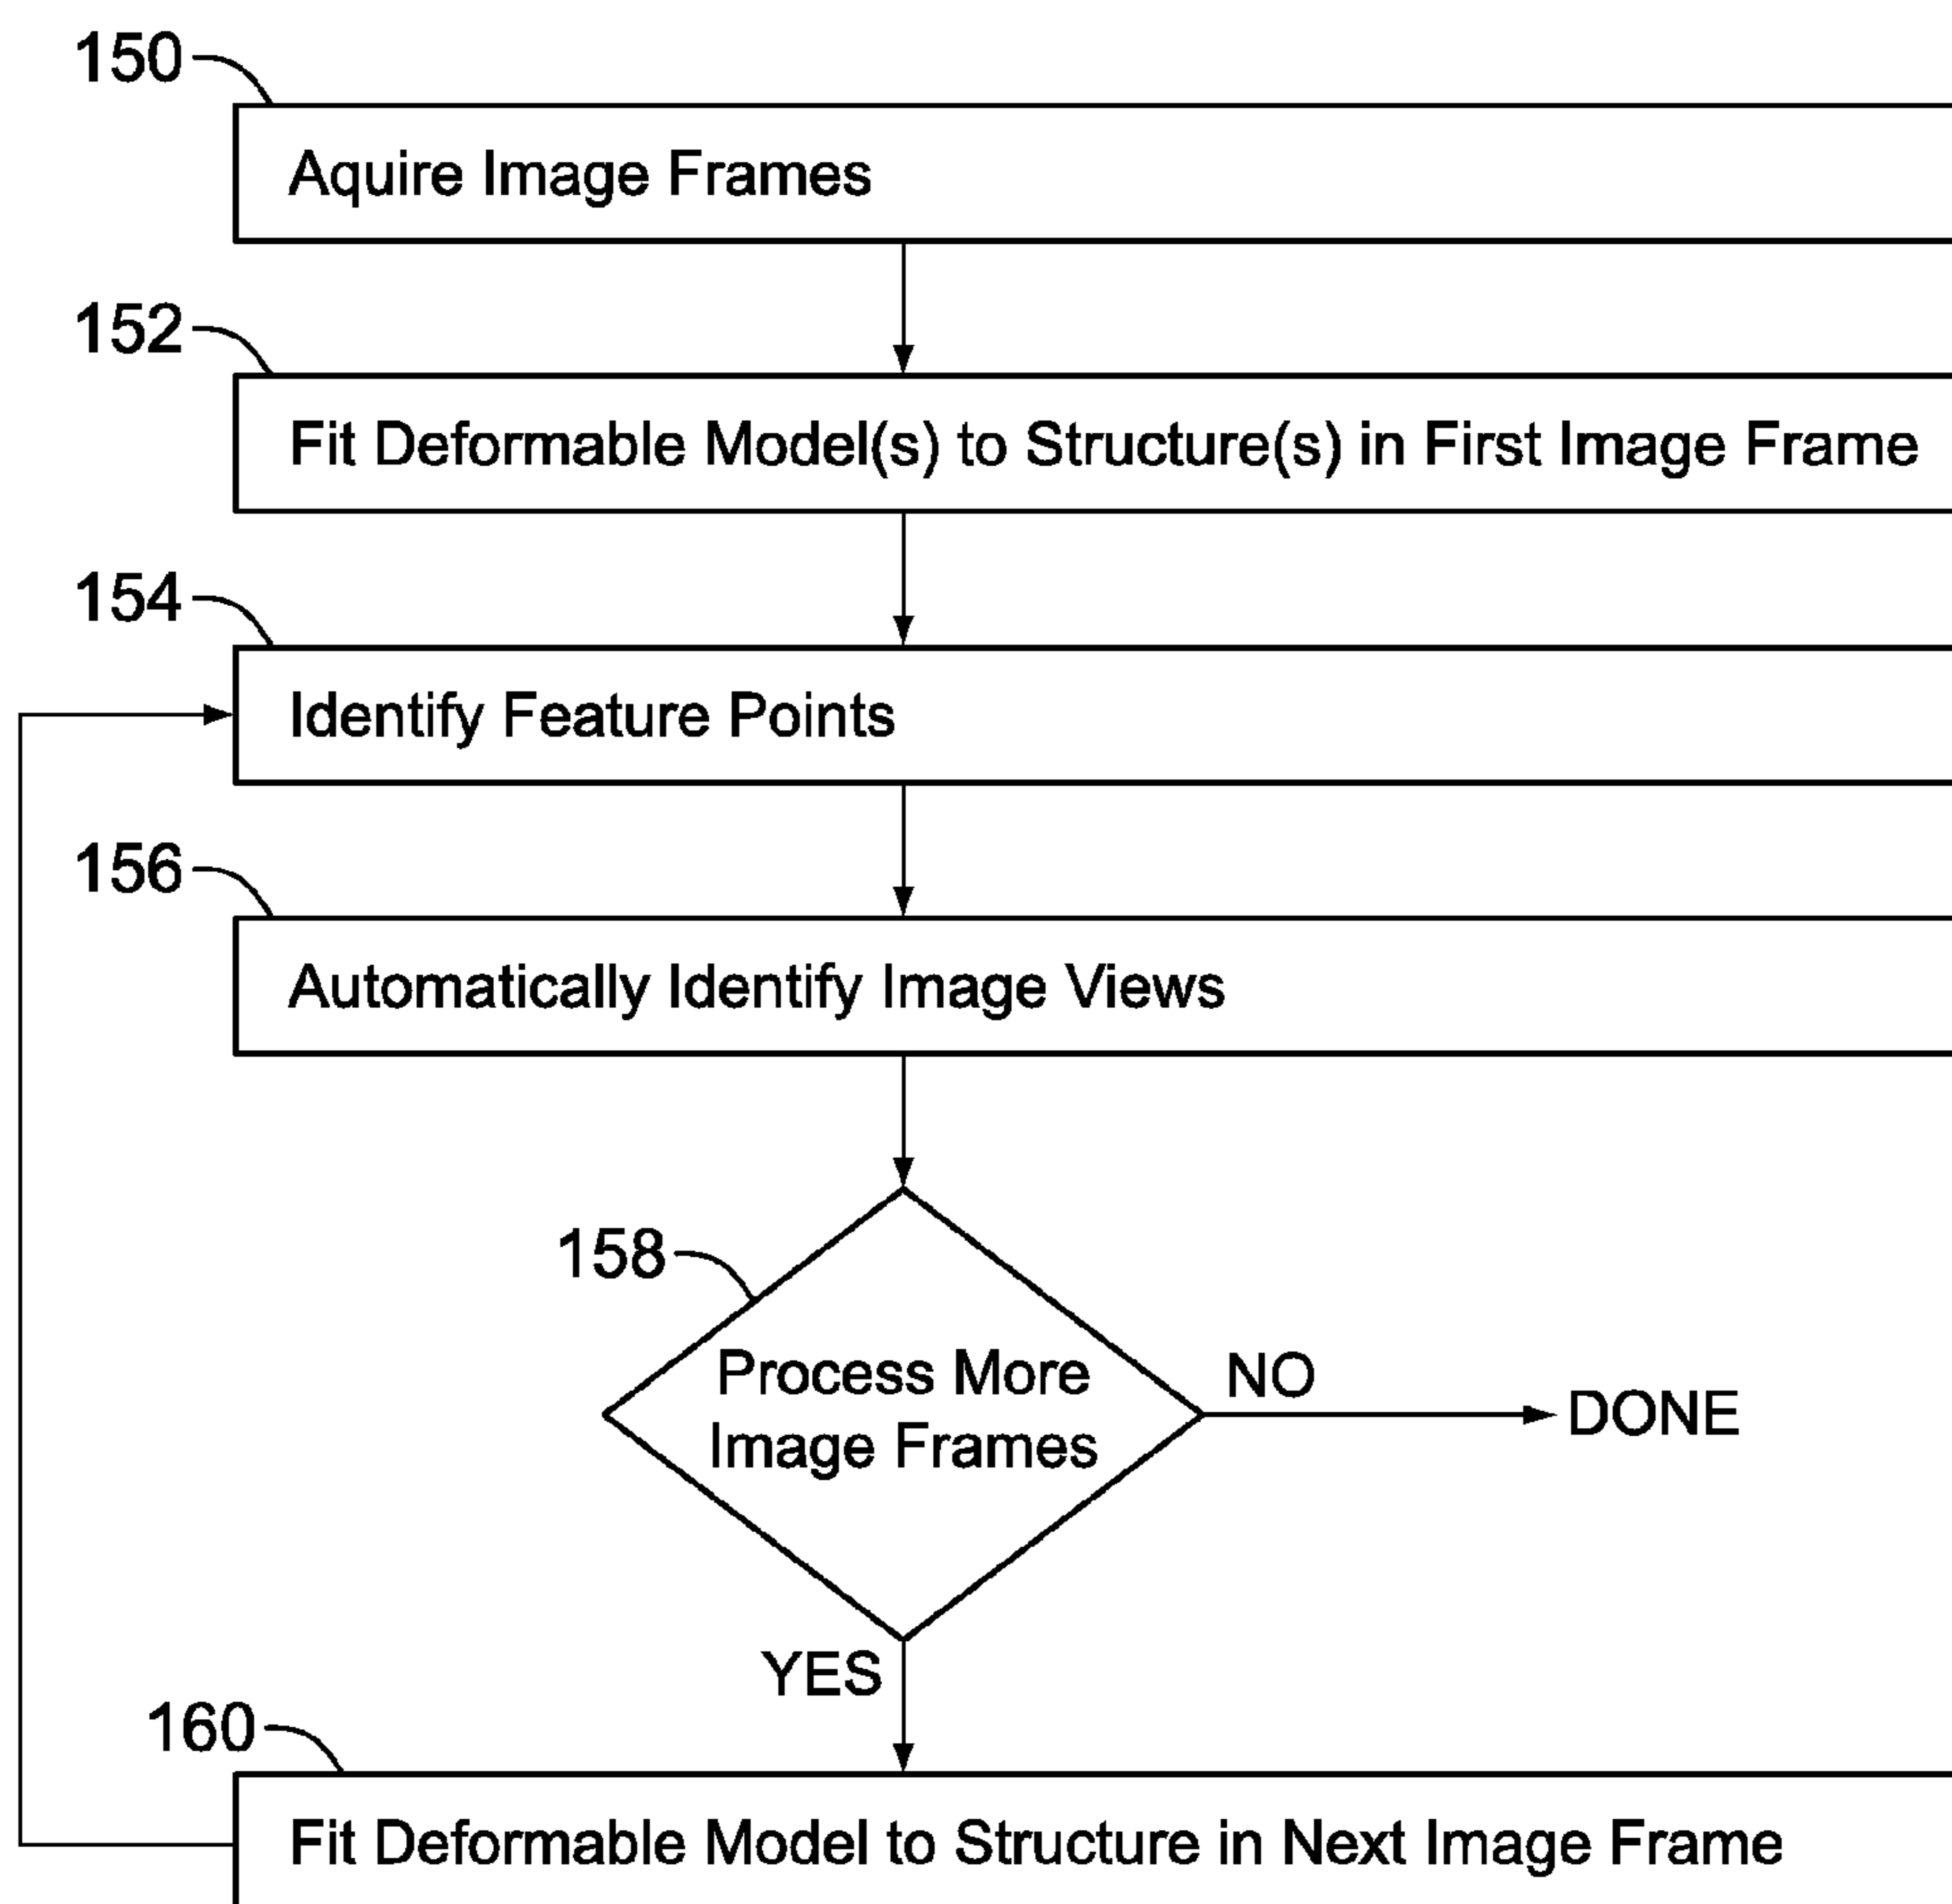 150
Aquire Image Frames
152
Fit Deformable Model(s) to Structure(s) in First Image Frame
154
Identify Feature Points
156
Automatically Identify Image Views
158
Process More
Image Frames
NO
DONE
YES
160
Fit Deformable Model to Structure in Next Image Frame